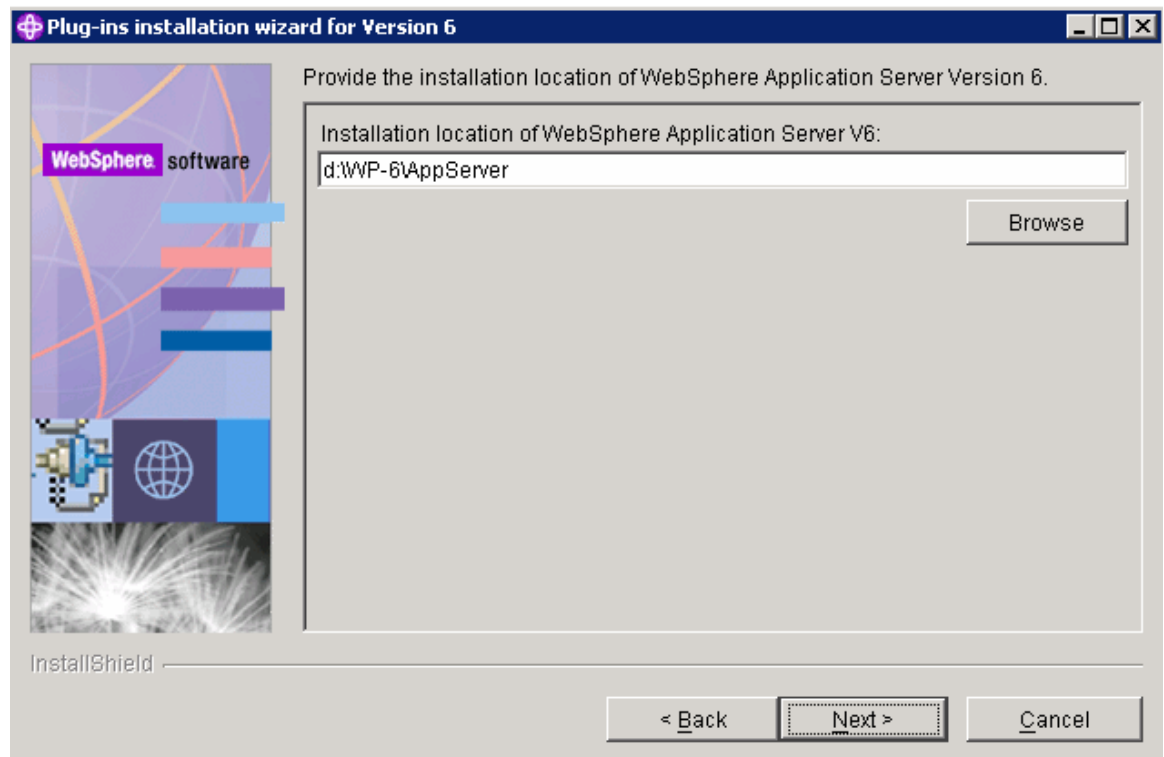 Plug-ins installation wizard for Version 6
Provide the installation location of WebSphere Application Server Version 6.
WebSphere. software
Installation location of WebSphere Application Server V6:
d:\WP-6\AppServer
Browse
InstallShield
< Back
Next >
Cancel